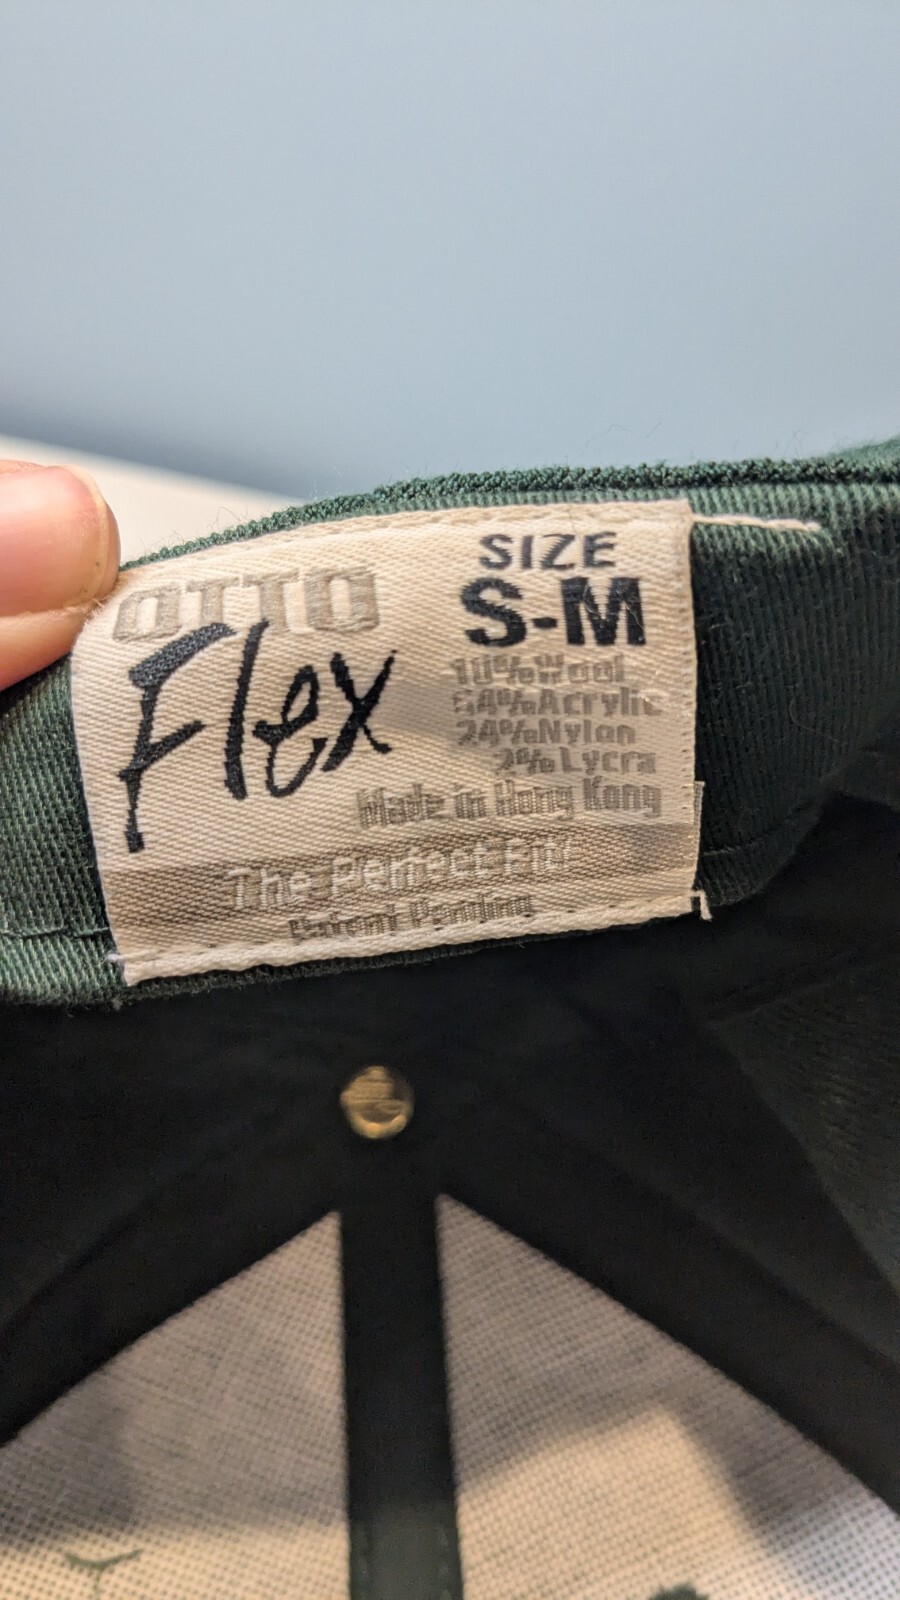 OTTO
Flex
SIZE
S-M
10%Wool
64%Acrylic
24%Nylon
2%Lycra
Made in Hong Kong
The Perfect Fit!
Patent Pending